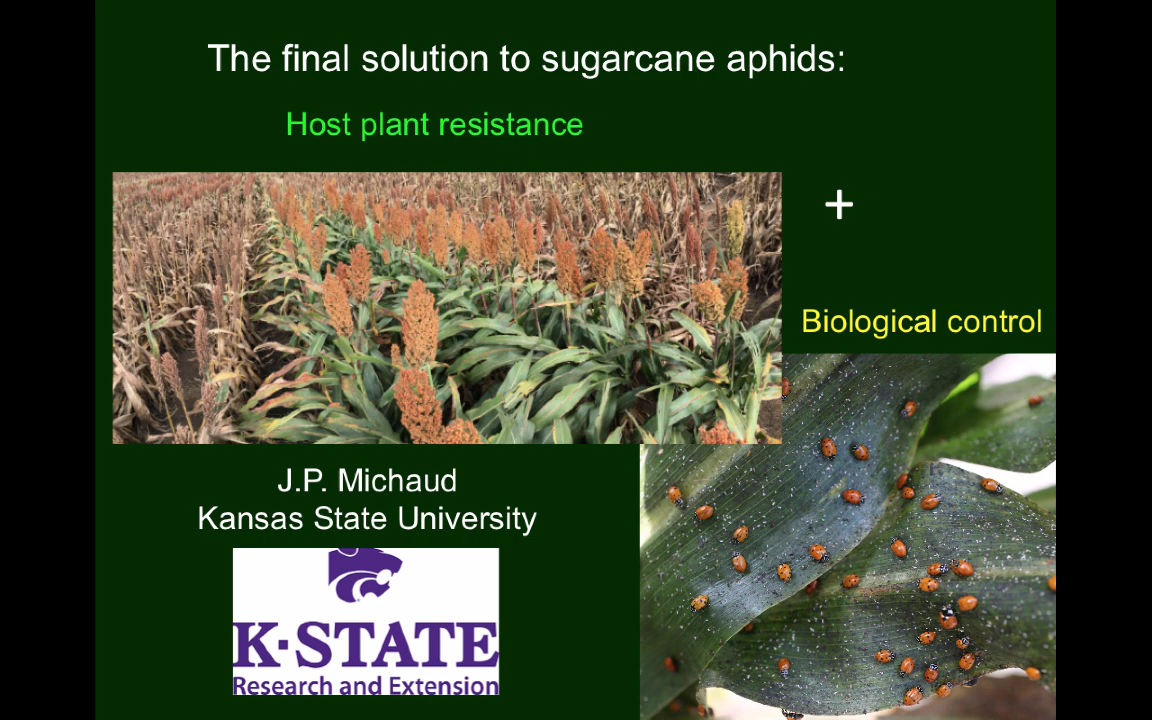 The final solution to sugarcane aphids:
Host plant resistance
+
Biological control
J.P. Michaud
Kansas State University
K·STATE
Research and Extension